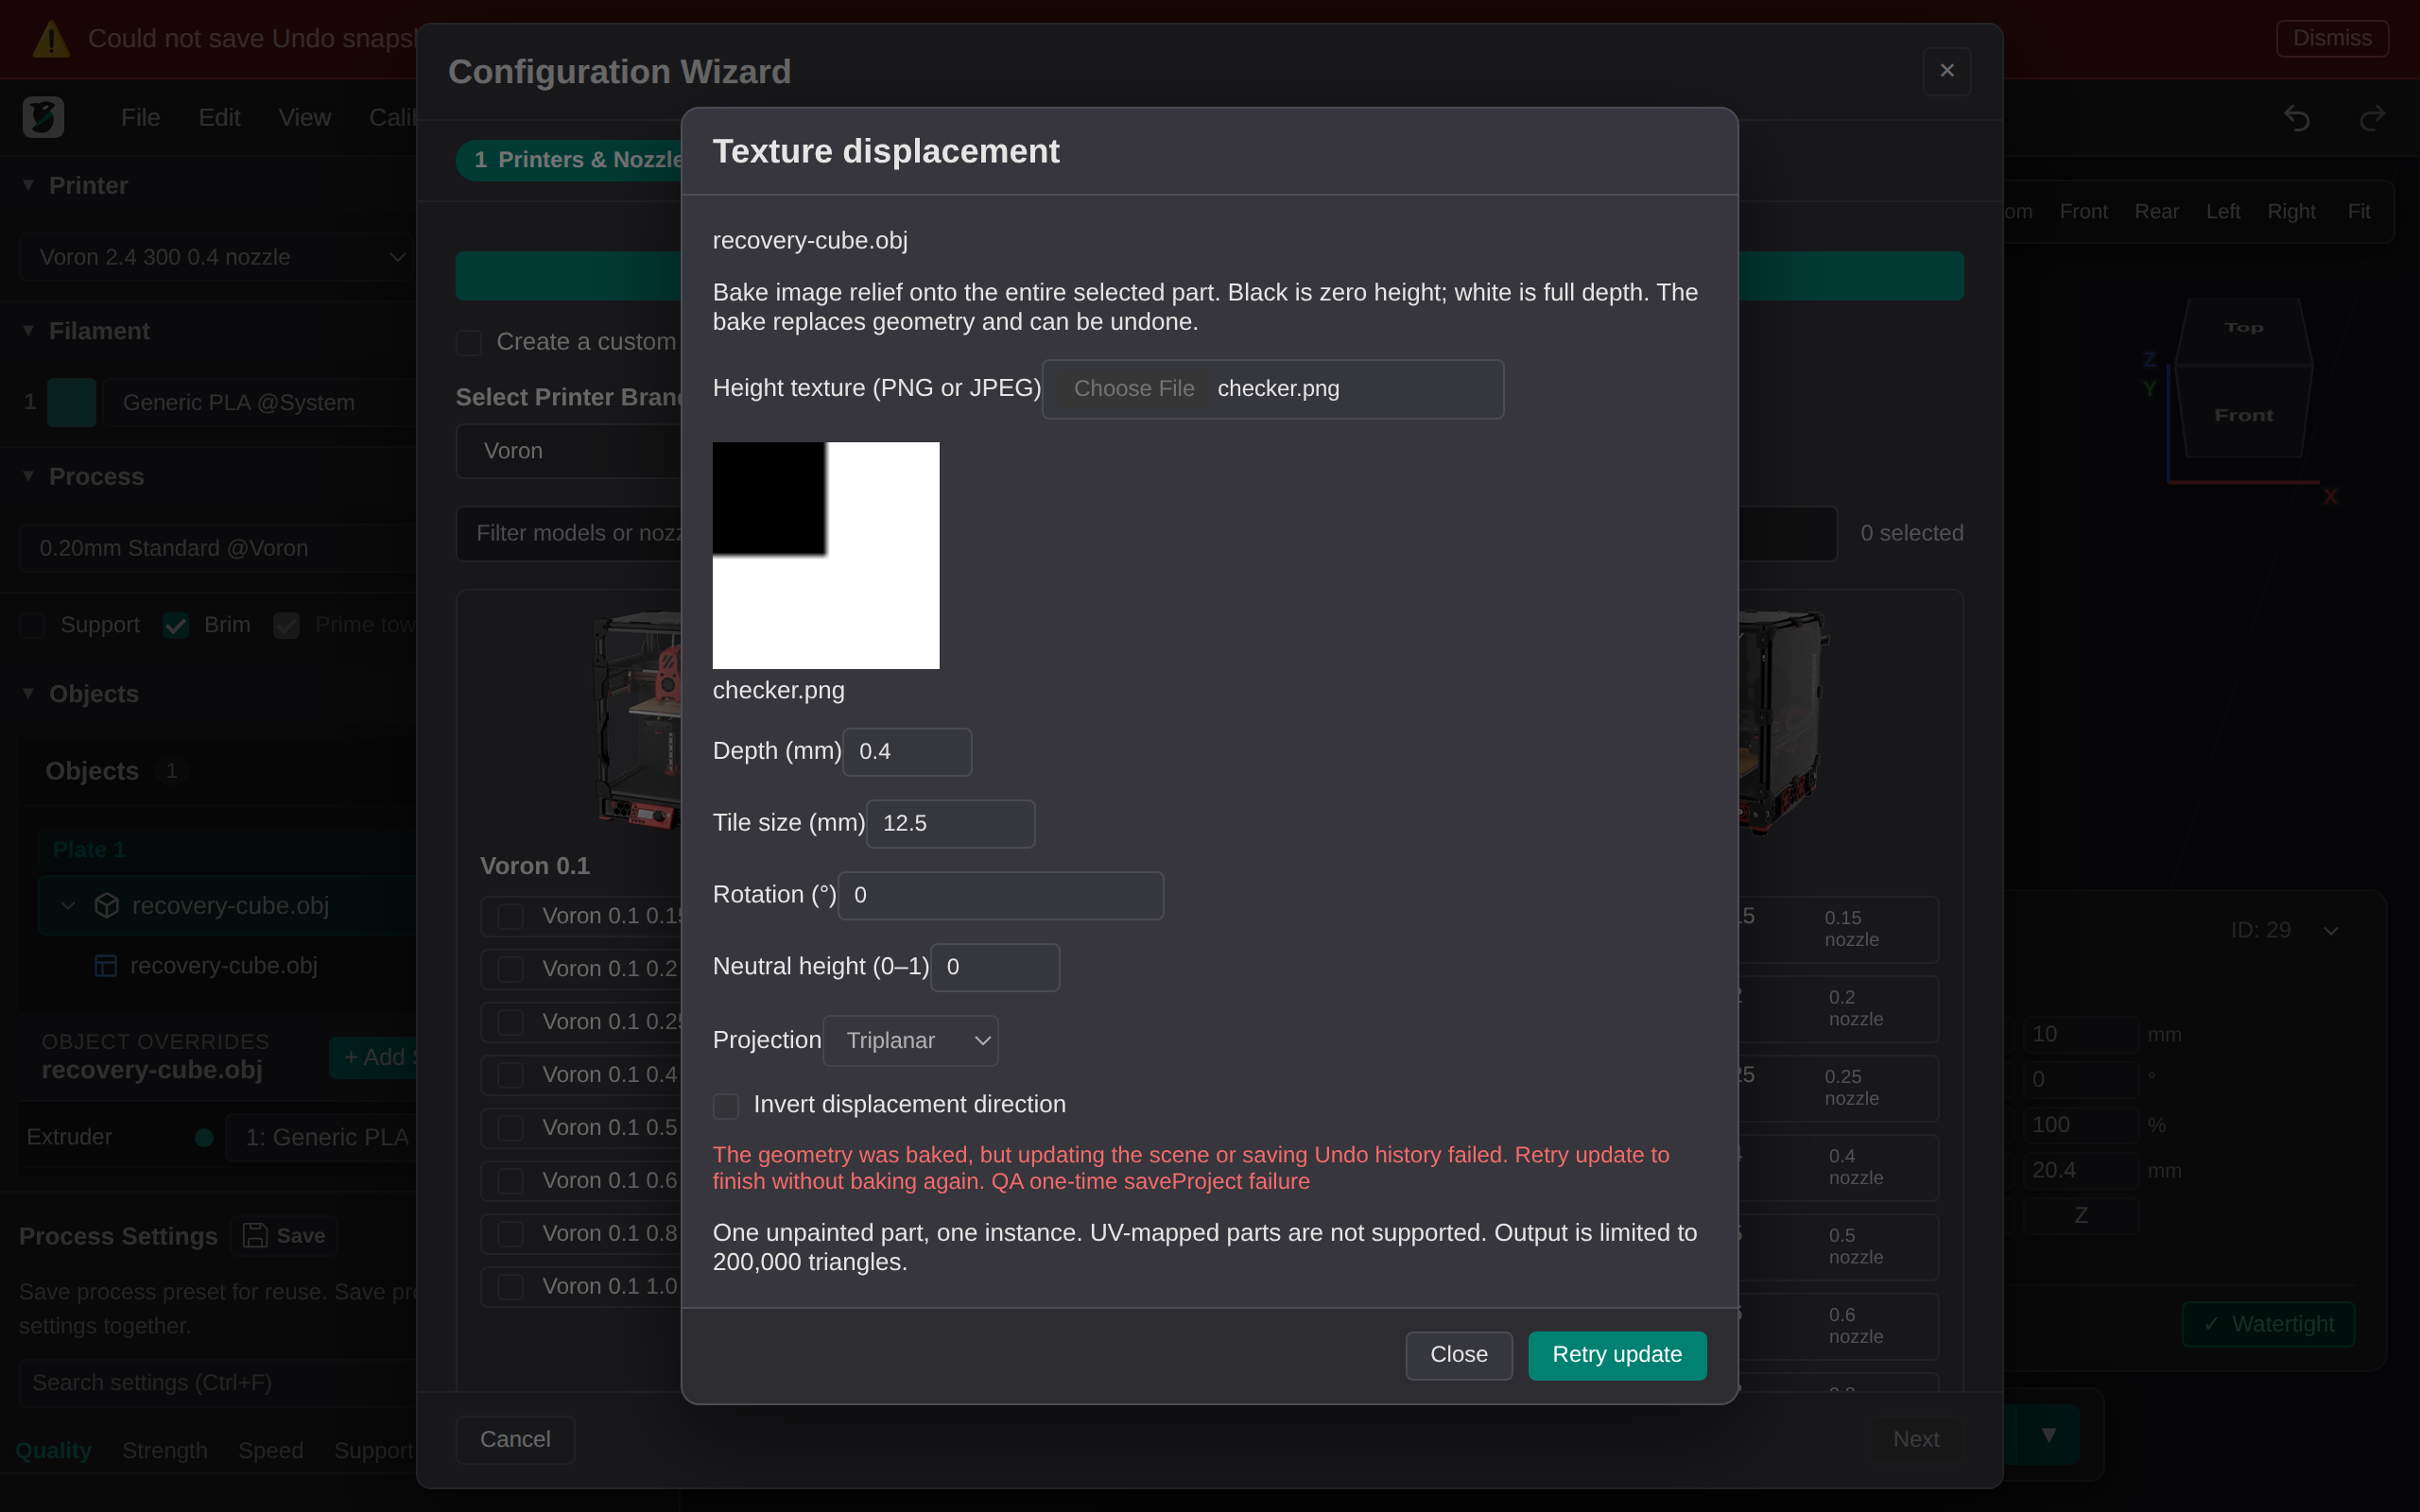 Could not save Undo snaps
Dismiss
Configuration Wizard
File Edit View
1 Printers & Nozzle
Printer
Texture displacement
Front Rear Left Right Fit
Voron 2.4 300 0.4 nozzle
recovery-cube.obj
Bake image relief onto the entire selected part. Black is zero height; white is full depth. The
bake replaces geometry and can be undone.
Filament
Create a custom
Top
Z
Y
Front
X
1 Generic PLA @System
Select Printer Bran
Height texture (PNG or JPEG) Choose File checker.png
Process
Voron
0.20mm Standard @Voron
Filter models or noz
0 selected
Support Brim Prime tow
Objects
checker.png
Objects 1
Depth (mm) 0.4
Plate 1
Tile size (mm) 12.5
Voron 0.1
recovery-cube.obj
Rotation (°) 0
Voron 0.1 0.15
15
0.15
nozzle
ID: 29
recovery-cube.obj
Neutral height (0–1) 0
Voron 0.1 0.2
0.2
nozzle
Voron 0.1 0.25
OBJECT OVERRIDES
recovery-cube.obj
+ Add
Projection Triplanar
10 mm
Voron 0.1 0.4
25
0.25
nozzle
0 °
Invert displacement direction
Extruder
1: Generic PLA
Voron 0.1 0.5
100 %
The geometry was baked, but updating the scene or saving Undo history failed. Retry update to
finish without baking again. QA one-time saveProject failure
Voron 0.1 0.6
0.4
nozzle
20.4 mm
Z
Process Settings Save
Voron 0.1 0.8
One unpainted part, one instance. UV-mapped parts are not supported. Output is limited to
200,000 triangles.
0.5
nozzle
Save process preset for reuse. Save pr
settings together.
Voron 0.1 1.0
0.6
nozzle
✓ Watertight
Search settings (Ctrl+F)
Close Retry update
Cancel
Next
Quality Strength Speed Support